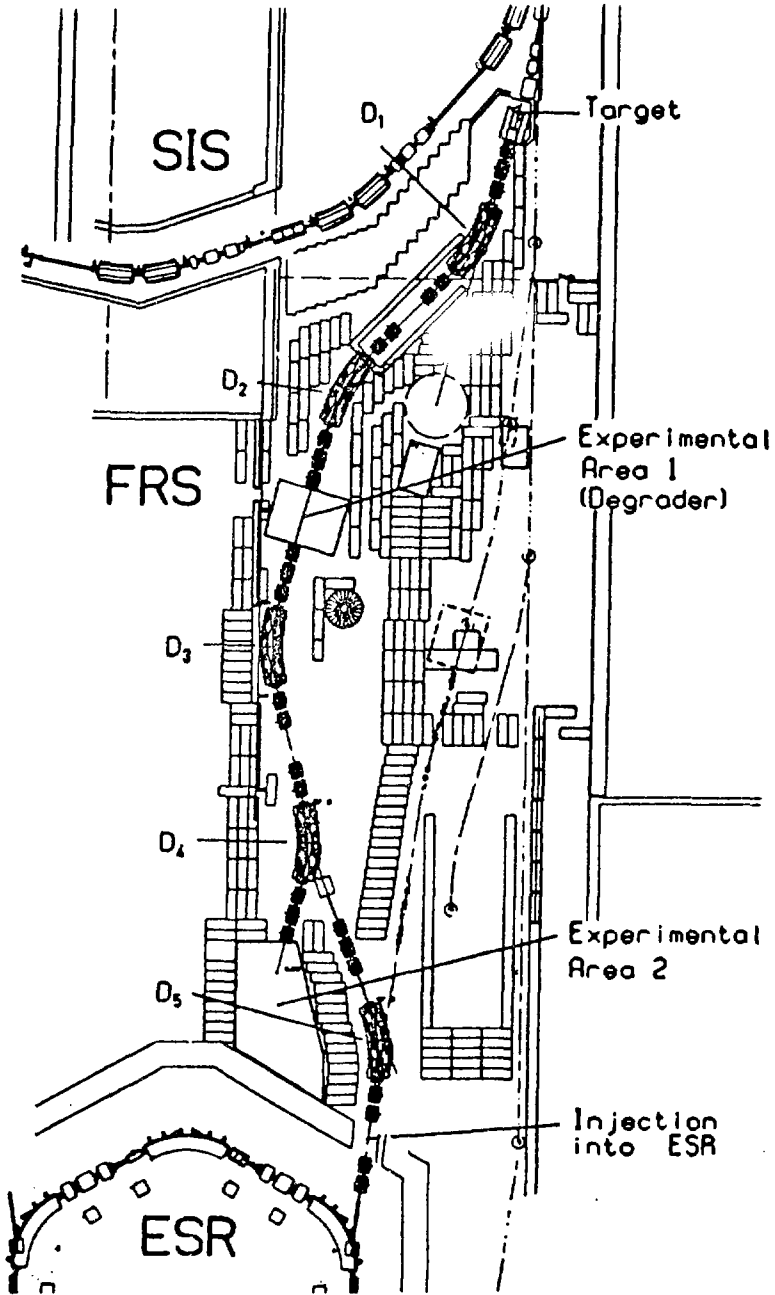 D1
Target
SIS
D2
Experimental
Area 1
(Degrader)
FRS
D3
D4
Experimental
Area 2
D5
Injection
into ESR
ESR